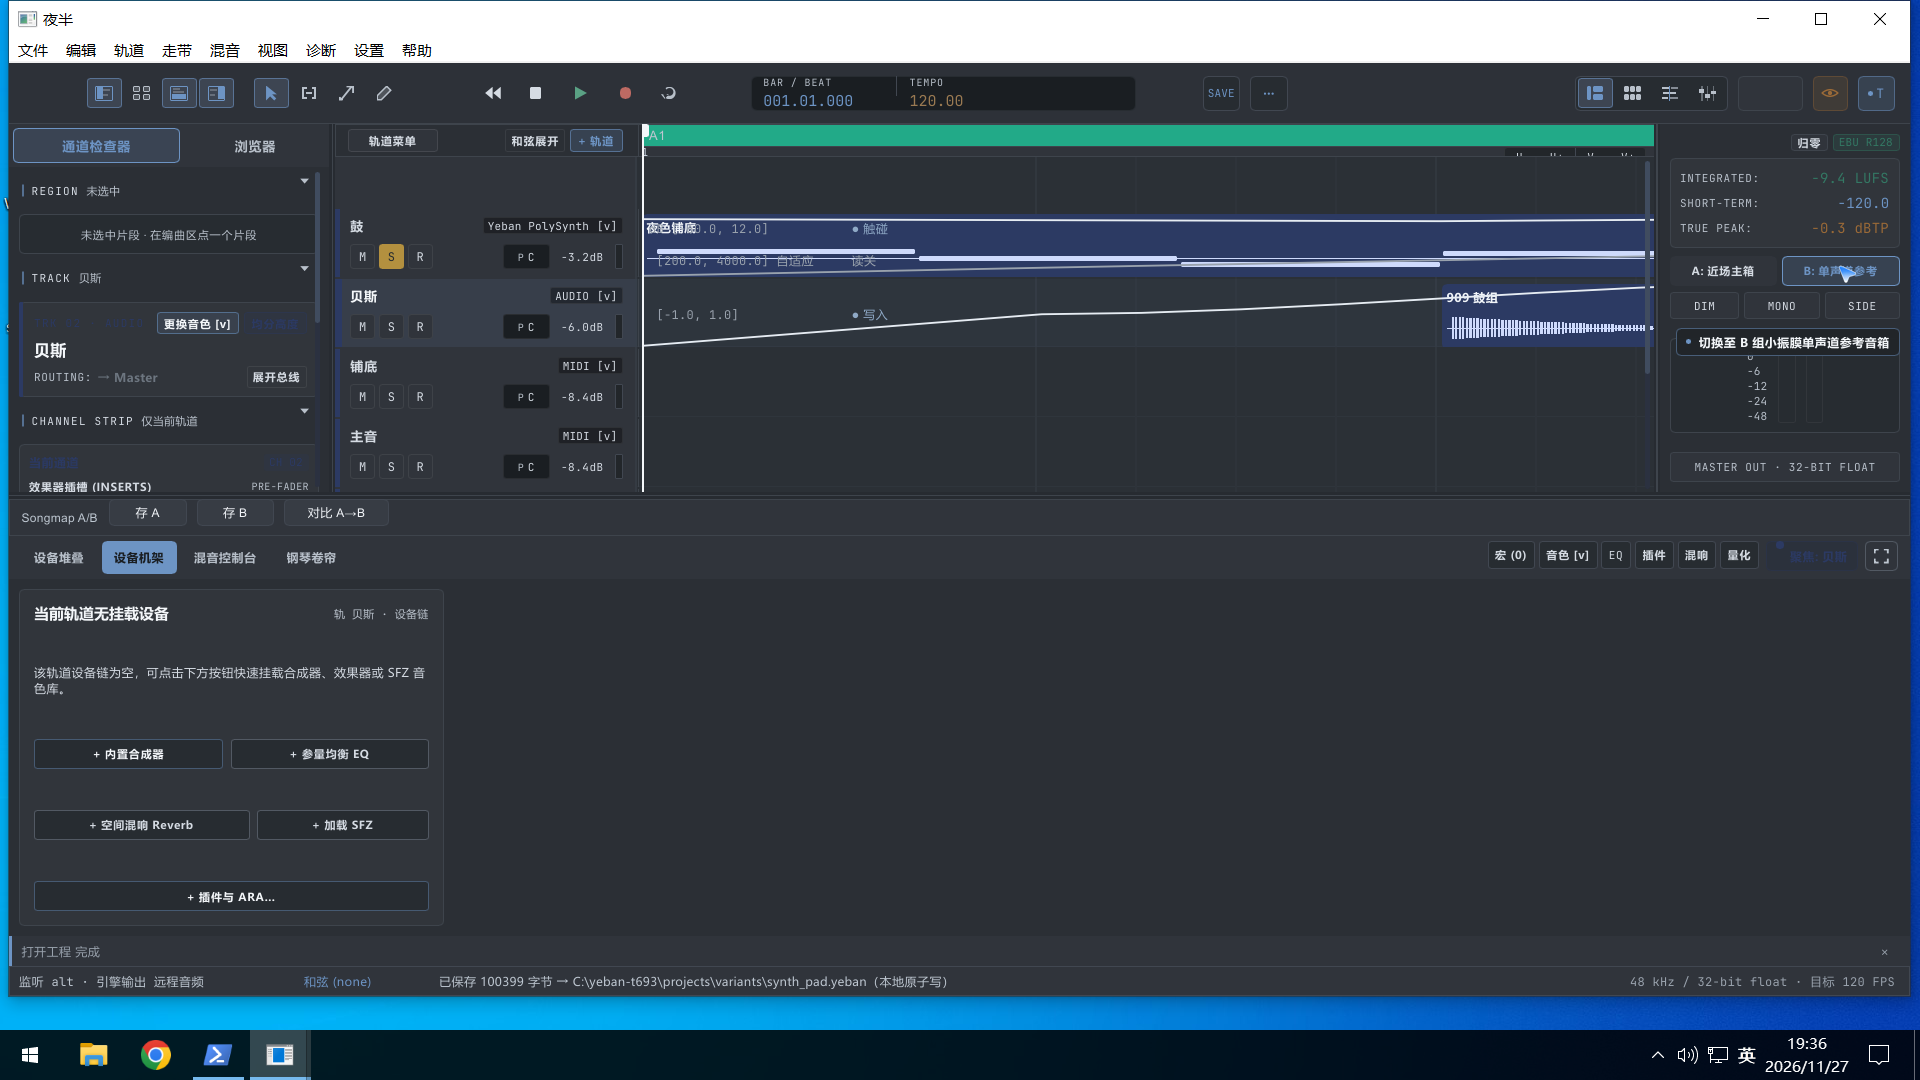 夜半
文件 编辑 轨道 走带 混音 视图 诊断 设置 帮助
BAR / BEAT
001.01.000
TEMPO
120.00
SAVE
...
T
通道检查器
浏览器
REGION 未选中
未选中片段 · 在编曲区点一个片段
TRACK 贝斯
更换音色 [v]
贝斯
ROUTING: → Master
展开总线
CHANNEL STRIP 仅当前轨道
效果器插槽 (INSERTS)
PRE-FADER
轨道菜单
和弦展开
+ 轨道
鼓
Yeban PolySynth [v]
M S R
P C
-3.2dB
贝斯
AUDIO [v]
M S R
P C
-6.0dB
铺底
MIDI [v]
M S R
P C
-8.4dB
主音
MIDI [v]
M S R
P C
-8.4dB
A1
1
夜色铺底
0.0, 12.0]
● 触碰
[200.0, 4000.0] 自适应
读关
909 鼓组
[-1.0, 1.0]
● 写入
归零
EBU R128
INTEGRATED: -9.4 LUFS
SHORT-TERM: -120.0
TRUE PEAK: -0.3 dBTP
A: 近场主箱
B: 单声道参考
DIM
MONO
SIDE
切换至 B 组小振膜单声道参考音箱
-6
-12
-24
-48
MASTER OUT · 32-BIT FLOAT
Songmap A/B
存 A
存 B
对比 A→B
设备堆叠
设备机架
混音控制台
钢琴卷帘
宏 (0)
音色 [v]
EQ
插件
混响
量化
当前轨道无挂载设备
轨 贝斯 · 设备链
该轨道设备链为空，可点击下方按钮快速挂载合成器、效果器或 SFZ 音
色库。
+ 内置合成器
+ 参量均衡 EQ
+ 空间混响 Reverb
+ 加载 SFZ
+ 插件与 ARA...
打开工程 完成
×
监听 alt · 引擎输出 远程音频
和弦 (none)
已保存 100399 字节 → C:\yeban-t693\projects\variants\synth_pad.yeban（本地原子写）
48 kHz / 32-bit float · 目标 120 FPS
英
19:36
2026/11/27